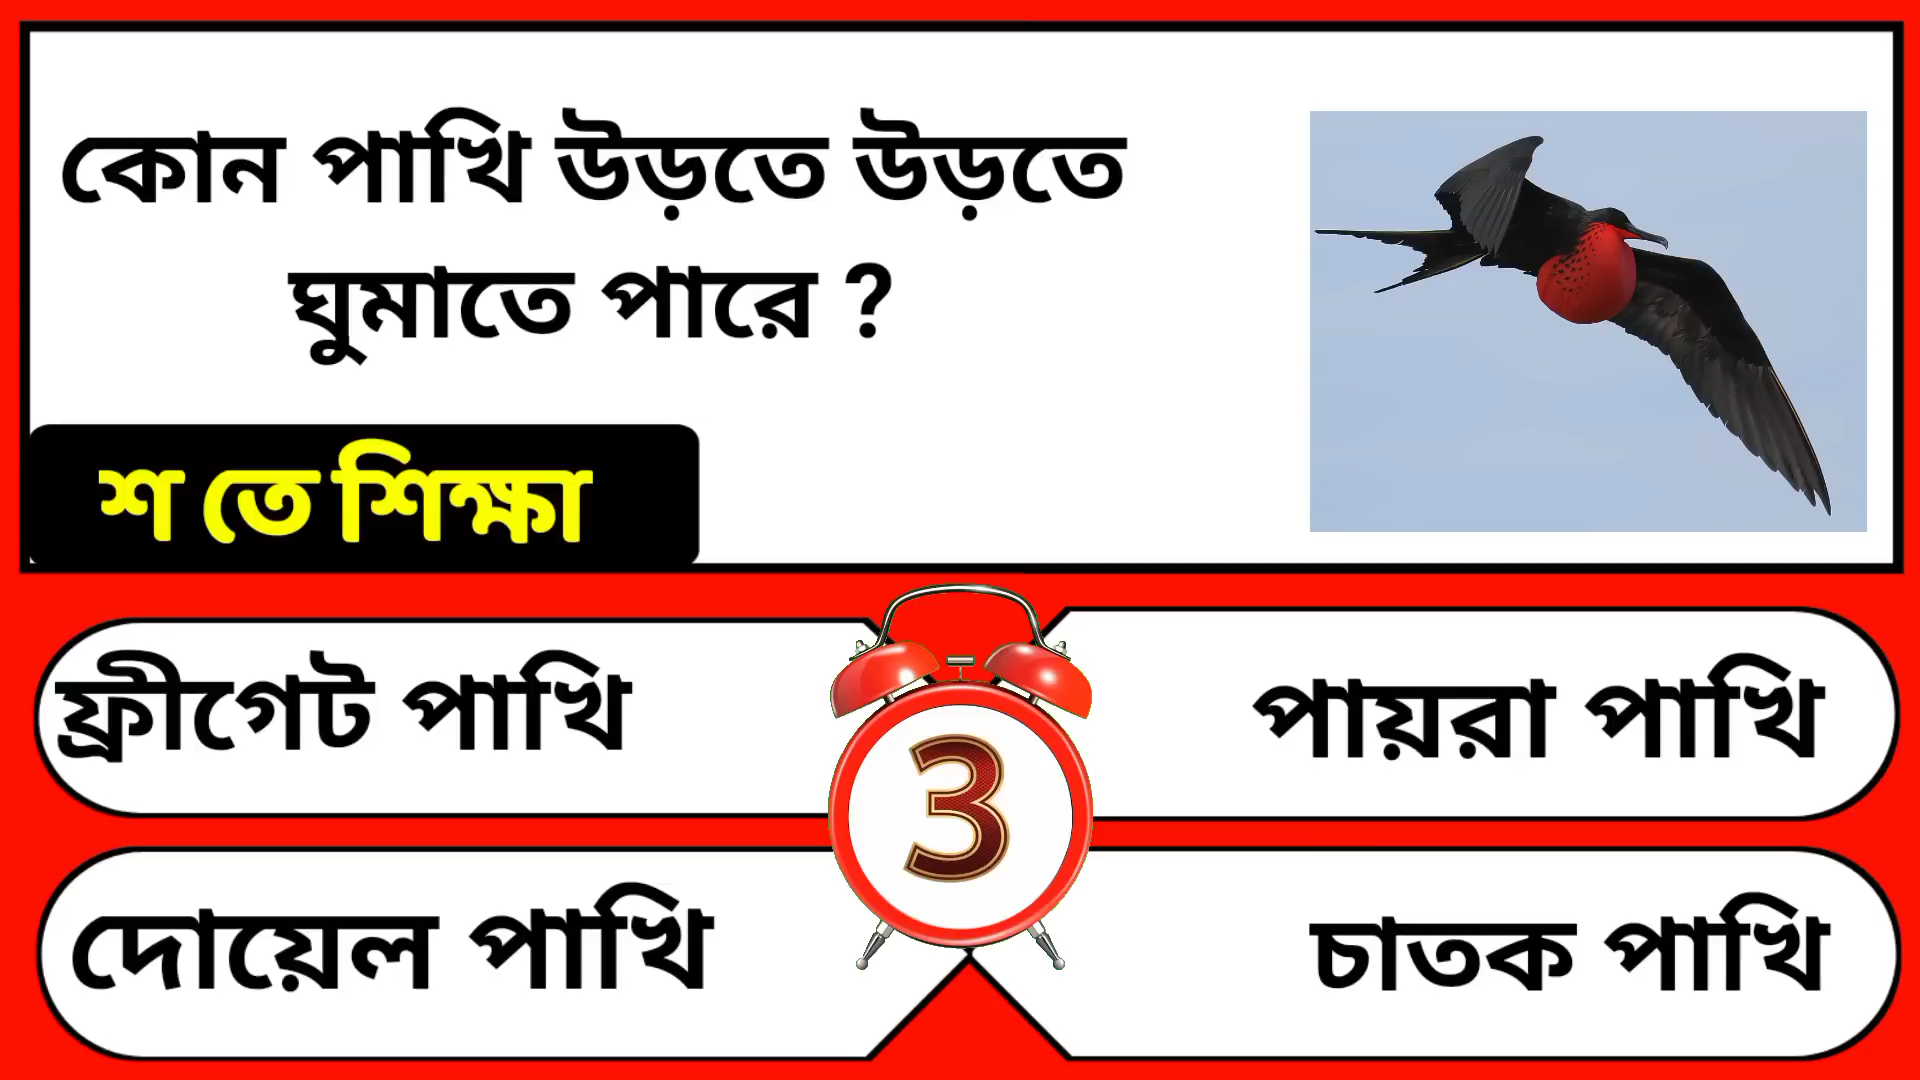 কোন পাখি উড়তে উড়তে
ঘুমাতে পারে ?
শ তে শিক্ষা
ফ্রীগেট পাখি
পায়রা পাখি
3
দোয়েল পাখি
চাতক পাখি